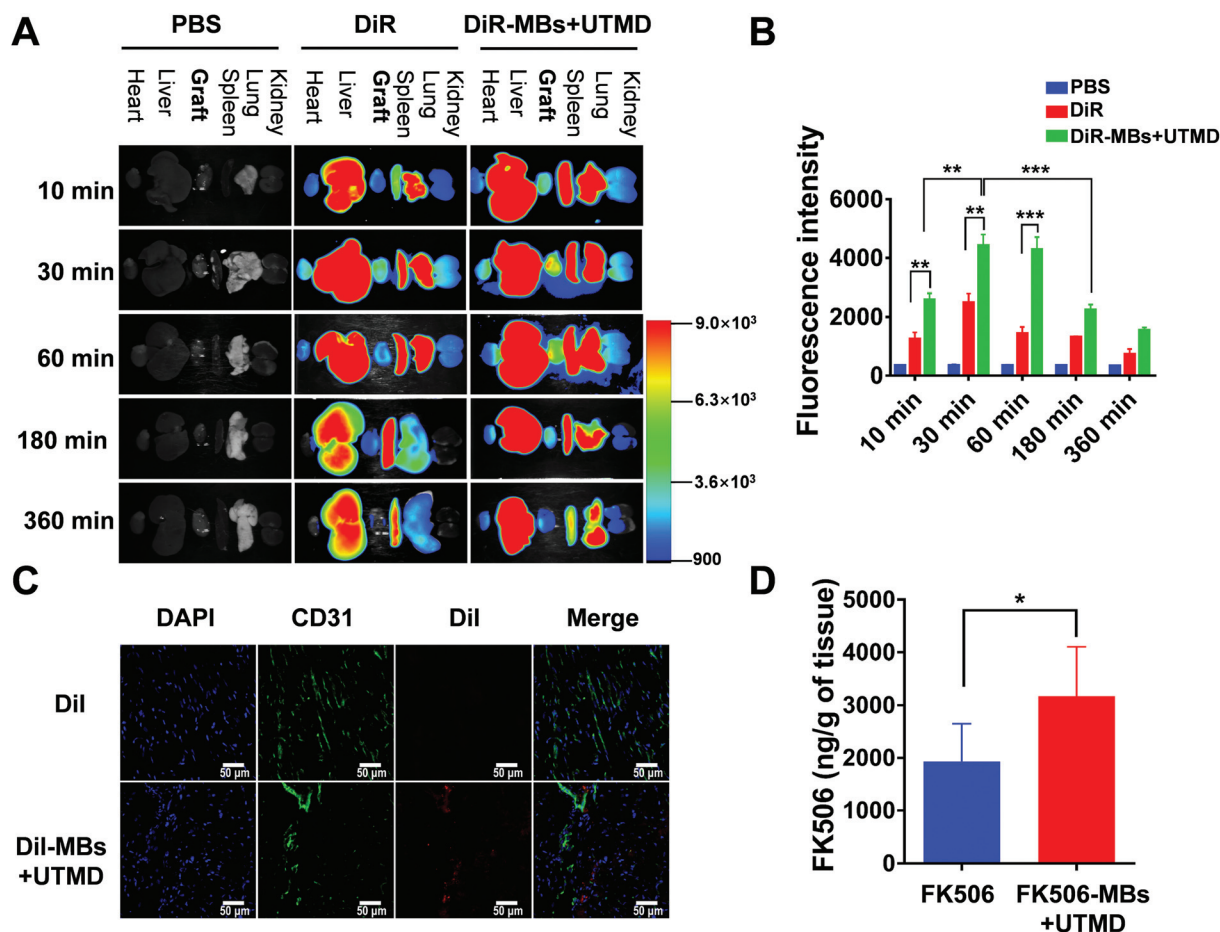 A
PBS
DiR
DiR-MBs+UTMD
Heart
Liver
Graft
Spleen
Lung
Kidney
Heart
Liver
Graft
Spleen
Lung
Kidney
Heart
Liver
Graft
Spleen
Lung
Kidney
10 min
30 min
60 min
180 min
360 min
9.0×10³
6.3×10³
3.6×10³
900
B
PBS
DiR
DiR-MBs+UTMD
Fluorescence intensity
6000
4000
2000
0
** ***
** ** ***
10 min
30 min
60 min
180 min
360 min
C
DAPI
CD31
DiI
Merge
DiI
50 µm
50 µm
50 µm
50 µm
DiI-MBs
+UTMD
50 µm
50 µm
50 µm
50 µm
D
FK506 (ng/g of tissue)
5000
4000
3000
2000
1000
0
*
FK506
FK506-MBs
+UTMD